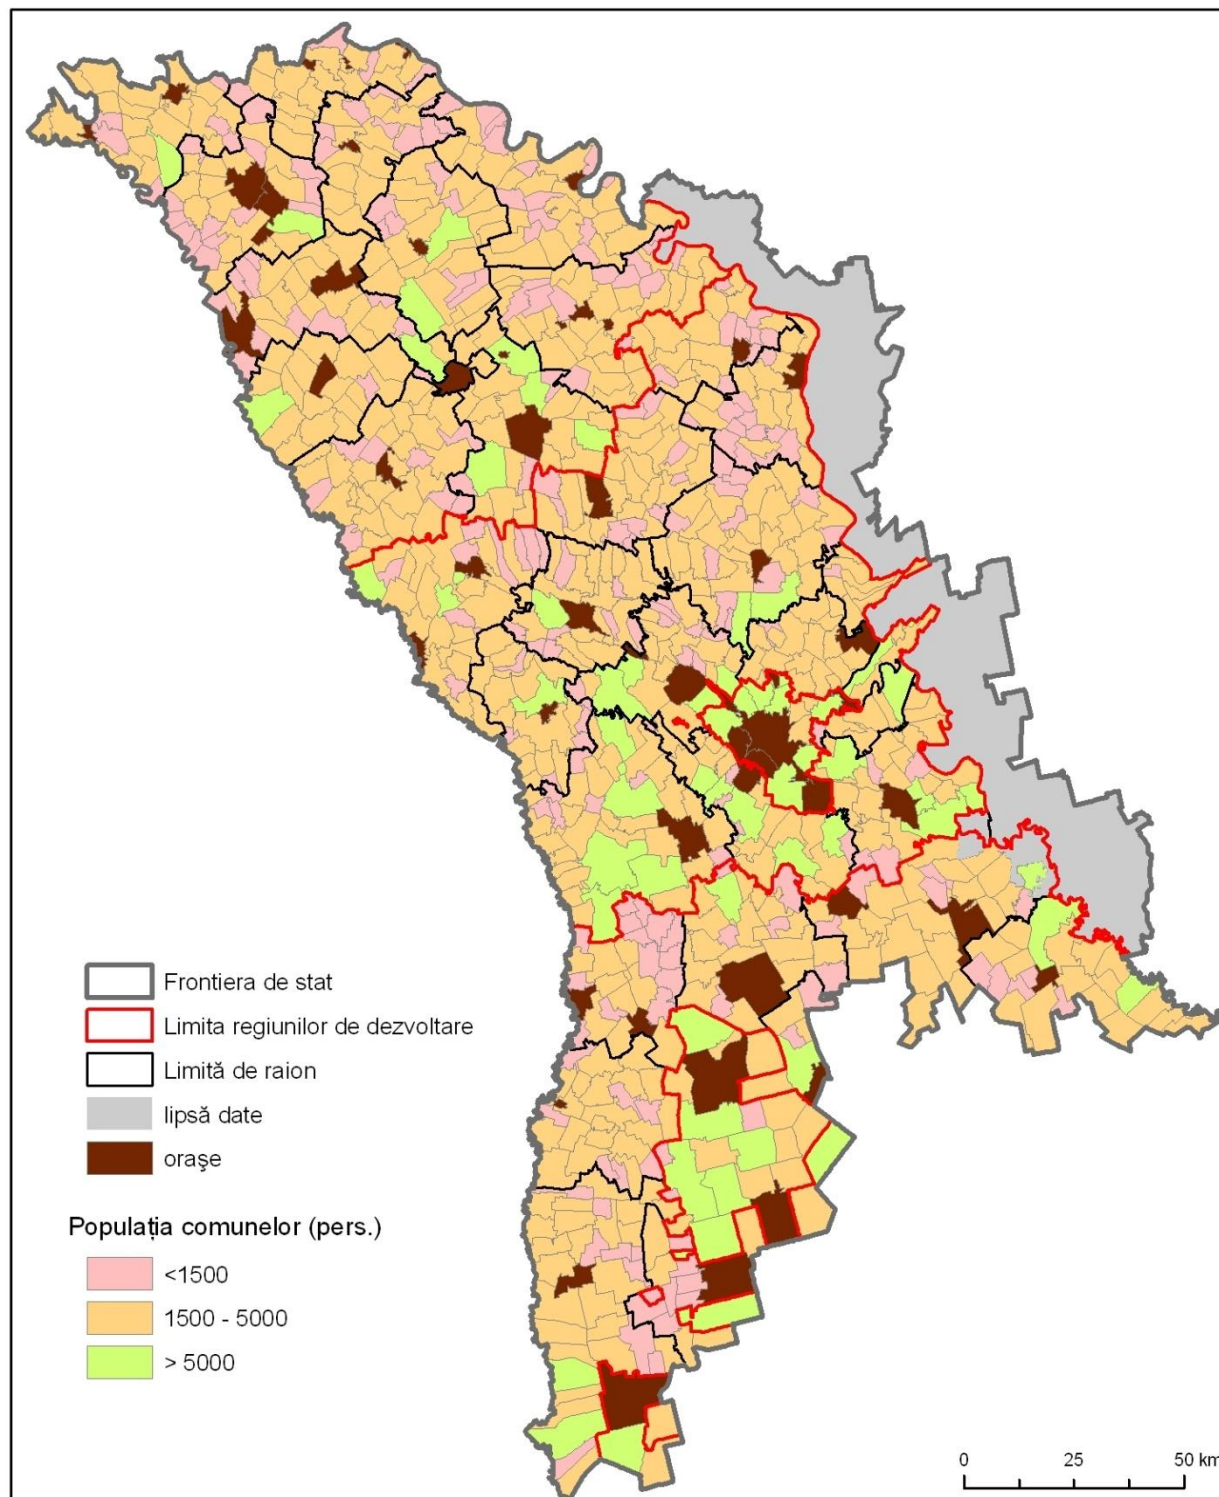 Frontiera de stat
Limita regiunilor de dezvoltare
Limită de raion
lipsă date
orașe
Populația comunelor (pers.)
<1500
1500 - 5000
> 5000
0 25 50 km